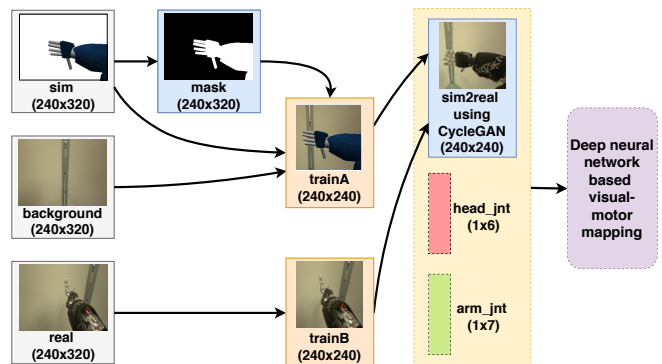 sim
(240x320)
mask
(240x320)
background
(240x320)
trainA
(240x240)
real
(240x320)
trainB
(240x240)
sim2real
using
CycleGAN
(240x240)
head_jnt
(1x6)
arm_jnt
(1x7)
Deep neural
network
based
visual-
motor
mapping